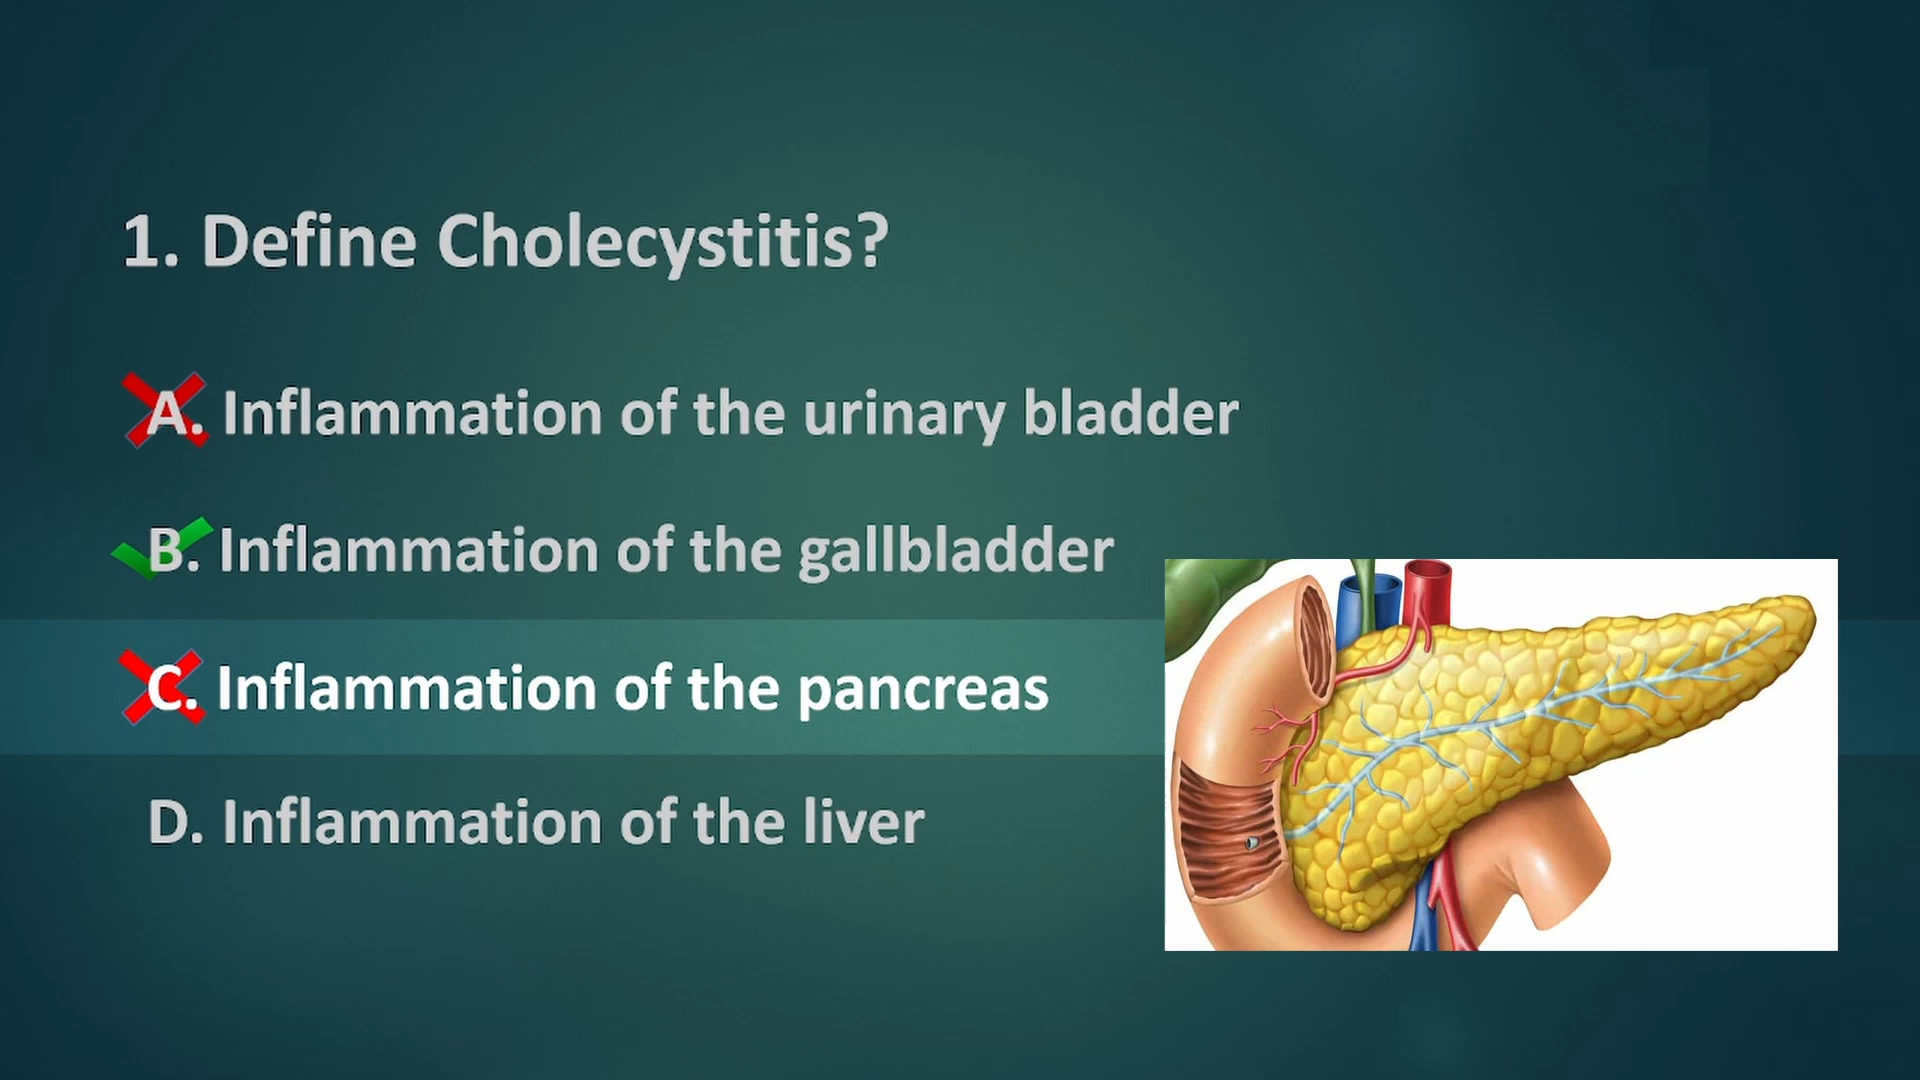 1. Define Cholecystitis?
A. Inflammation of the urinary bladder
B. Inflammation of the gallbladder
C. Inflammation of the pancreas
D. Inflammation of the liver